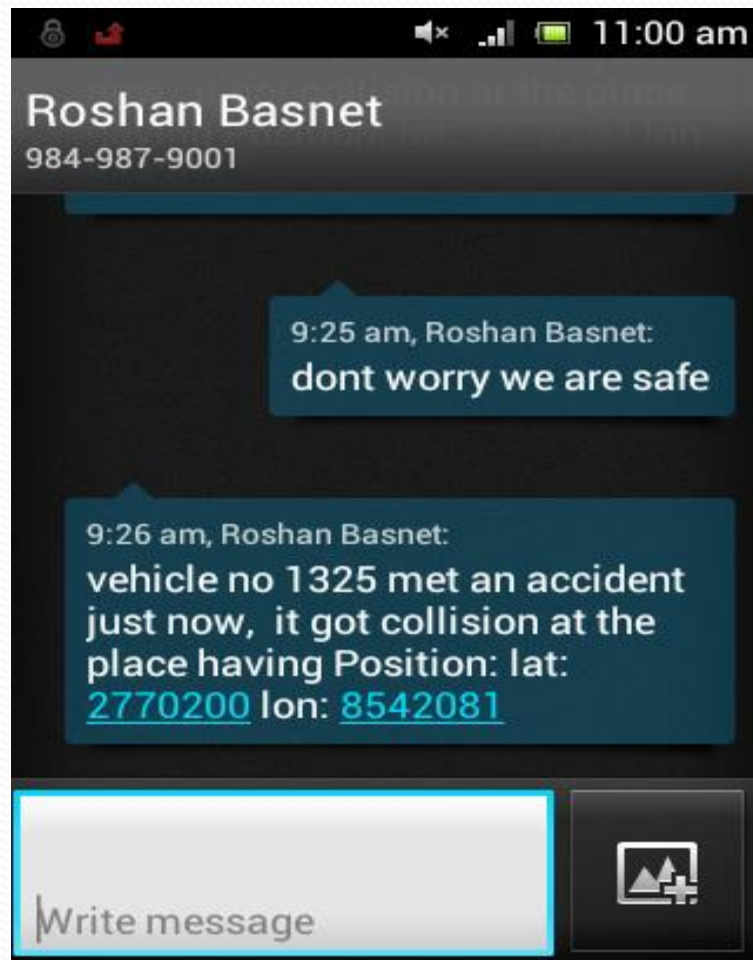 11:00 am
Roshan Basnet
984-987-9001
9:25 am, Roshan Basnet:
dont worry we are safe
9:26 am, Roshan Basnet:
vehicle no 1325 met an accident
just now,  it got collision at the
place having Position: lat:
2770200 lon: 8542081
Write message